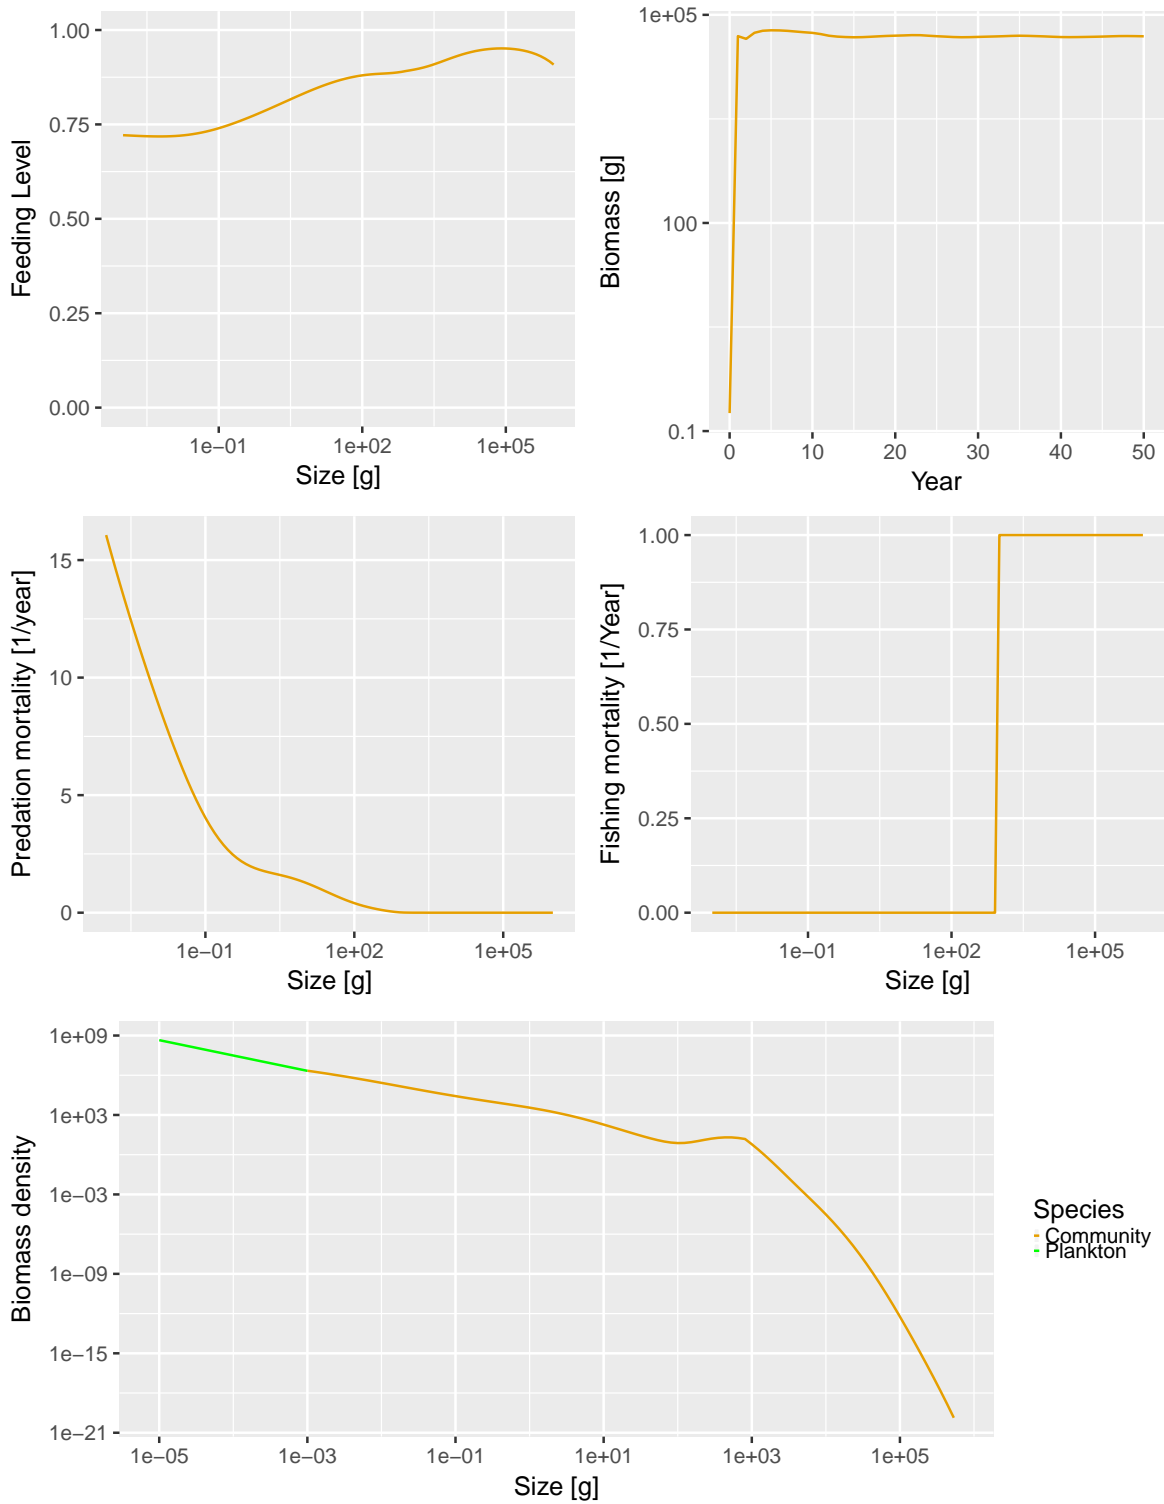 1.00
0.75
0.50
0.25
0.00
Feeding Level
1e−01
1e+02
1e+05
Size [g]
1e+05
100
0.1
Biomass [g]
0
10
20
30
40
50
Year
15
10
5
0
Predation mortality [1/year]
1e−01
1e+02
1e+05
Size [g]
1.00
0.75
0.50
0.25
0.00
Fishing mortality [1/Year]
1e−01
1e+02
1e+05
Size [g]
1e+09
1e+03
1e−03
1e−09
1e−15
1e−21
Biomass density
1e−05
1e−03
1e−01
1e+01
1e+03
1e+05
Size [g]
Species
Community
Plankton